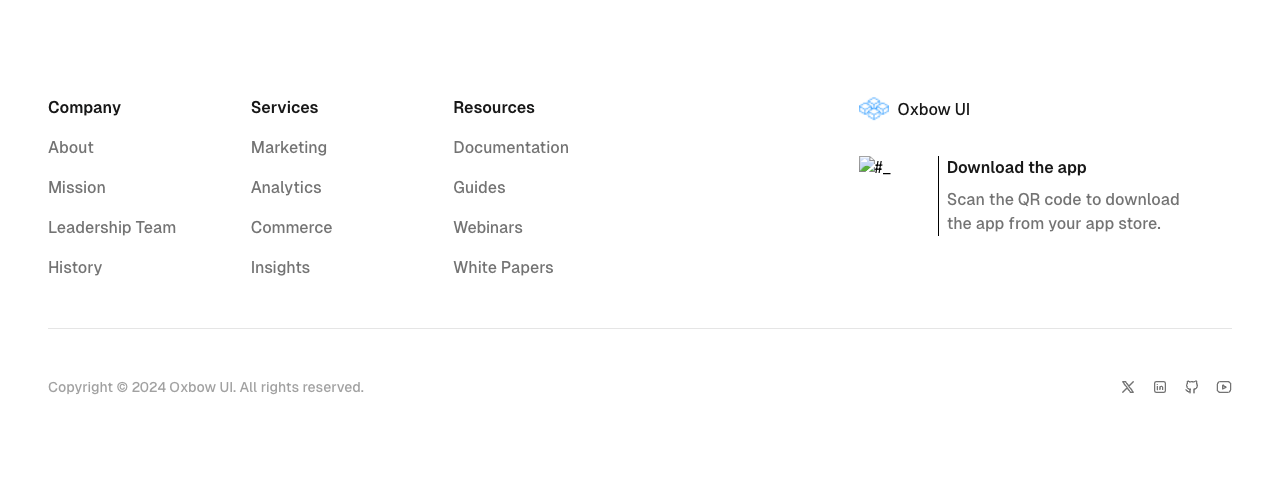 Company
About
Mission
Leadership Team
History
Services
Marketing
Analytics
Commerce
Insights
Resources
Documentation
Guides
Webinars
White Papers
Oxbow UI
#_
Download the app
Scan the QR code to download
the app from your app store.
Copyright © 2024 Oxbow UI. All rights reserved.